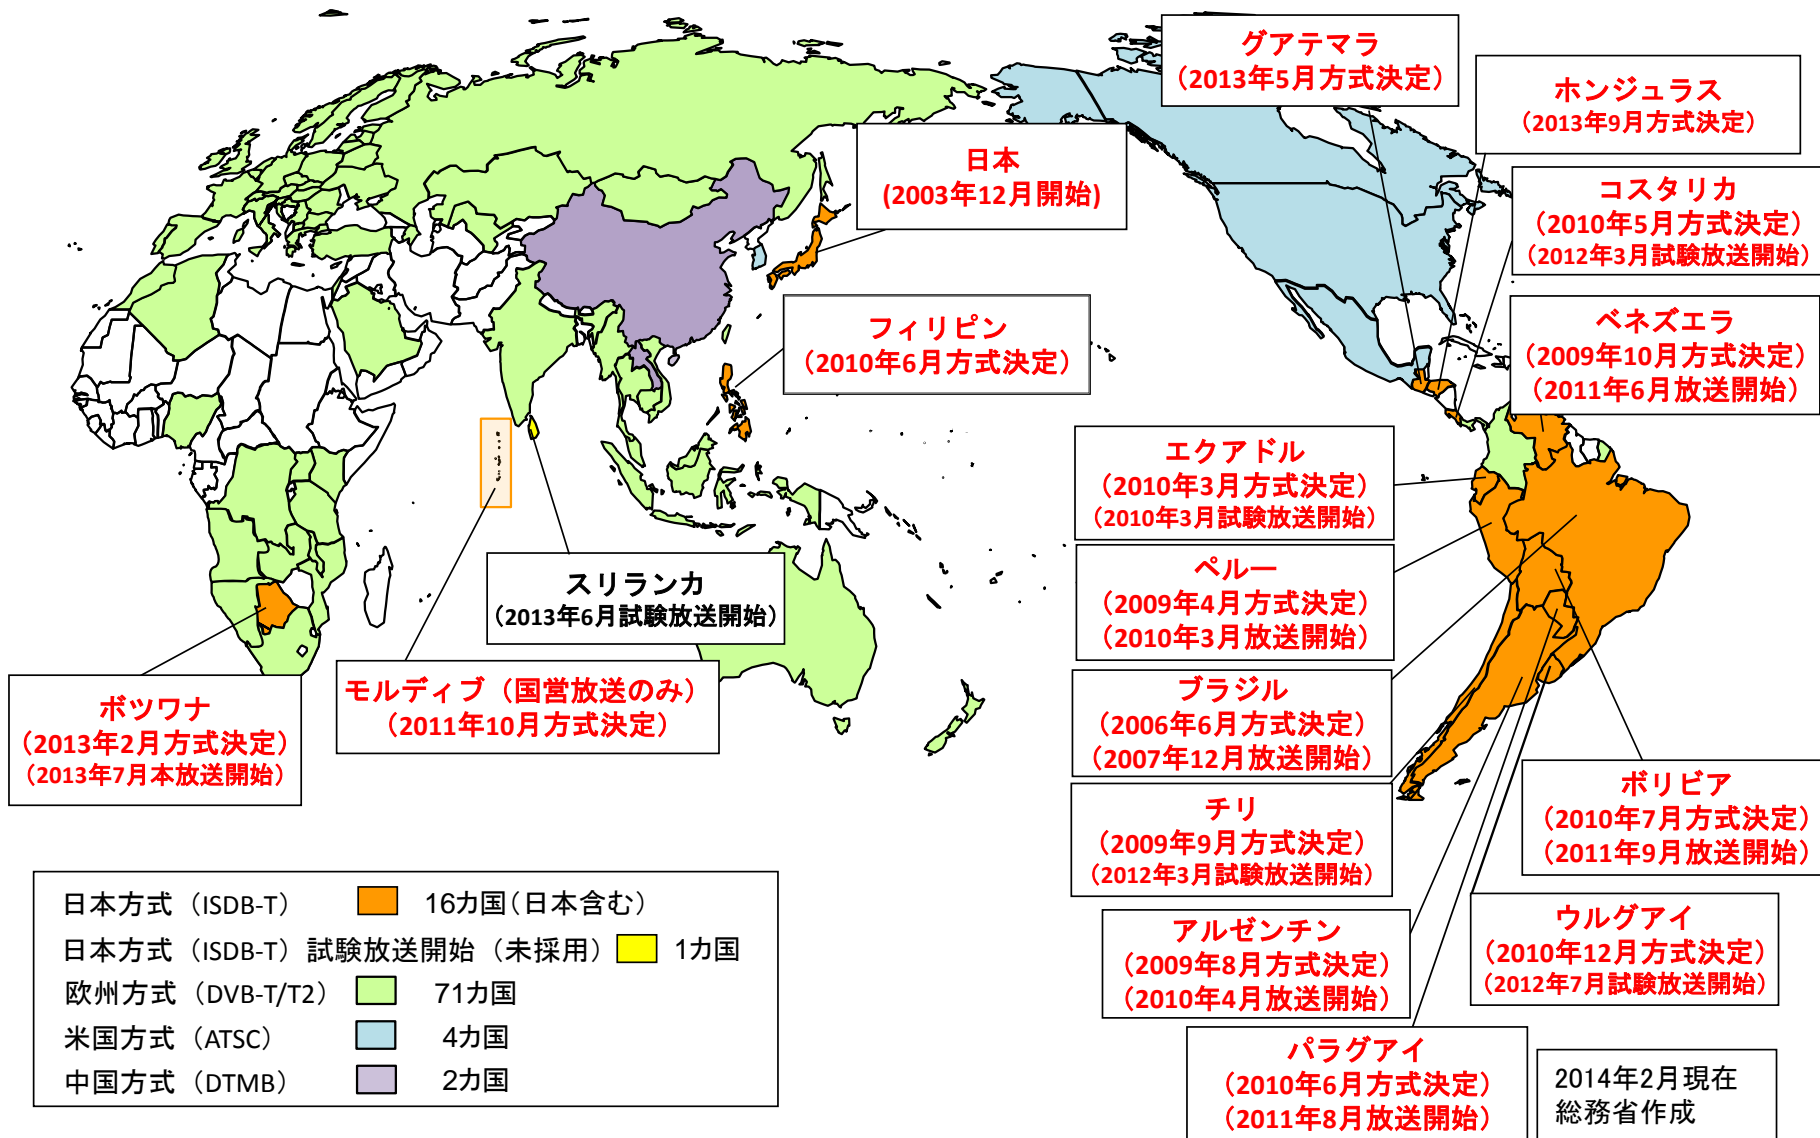 グアテマラ
（2013年5月方式決定）
ホンジュラス
（2013年9月方式決定）
日本
(2003年12月開始)
コスタリカ
（2010年5月方式決定）
（2012年3月試験放送開始）
フィリピン
（2010年6月方式決定）
ベネズエラ
（2009年10月方式決定）
（2011年6月放送開始）
エクアドル
（2010年3月方式決定）
（2010年3月試験放送開始）
スリランカ
（2013年6月試験放送開始）
ペルー
（2009年4月方式決定）
（2010年3月放送開始）
ボツワナ
（2013年2月方式決定）
（2013年7月本放送開始）
モルディブ（国営放送のみ）
（2011年10月方式決定）
ブラジル
（2006年6月方式決定）
（2007年12月放送開始）
チリ
（2009年9月方式決定）
（2012年3月試験放送開始）
ボリビア
（2010年7月方式決定）
（2011年9月放送開始）
アルゼンチン
（2009年8月方式決定）
（2010年4月放送開始）
ウルグアイ
（2010年12月方式決定）
（2012年7月試験放送開始）
パラグアイ
（2010年6月方式決定）
（2011年8月放送開始）
日本方式（ISDB-T） 16カ国（日本含む）
日本方式（ISDB-T）試験放送開始（未採用） 1カ国
欧州方式（DVB-T/T2） 71カ国
米国方式（ATSC） 4カ国
中国方式（DTMB） 2カ国
2014年2月現在
総務省作成